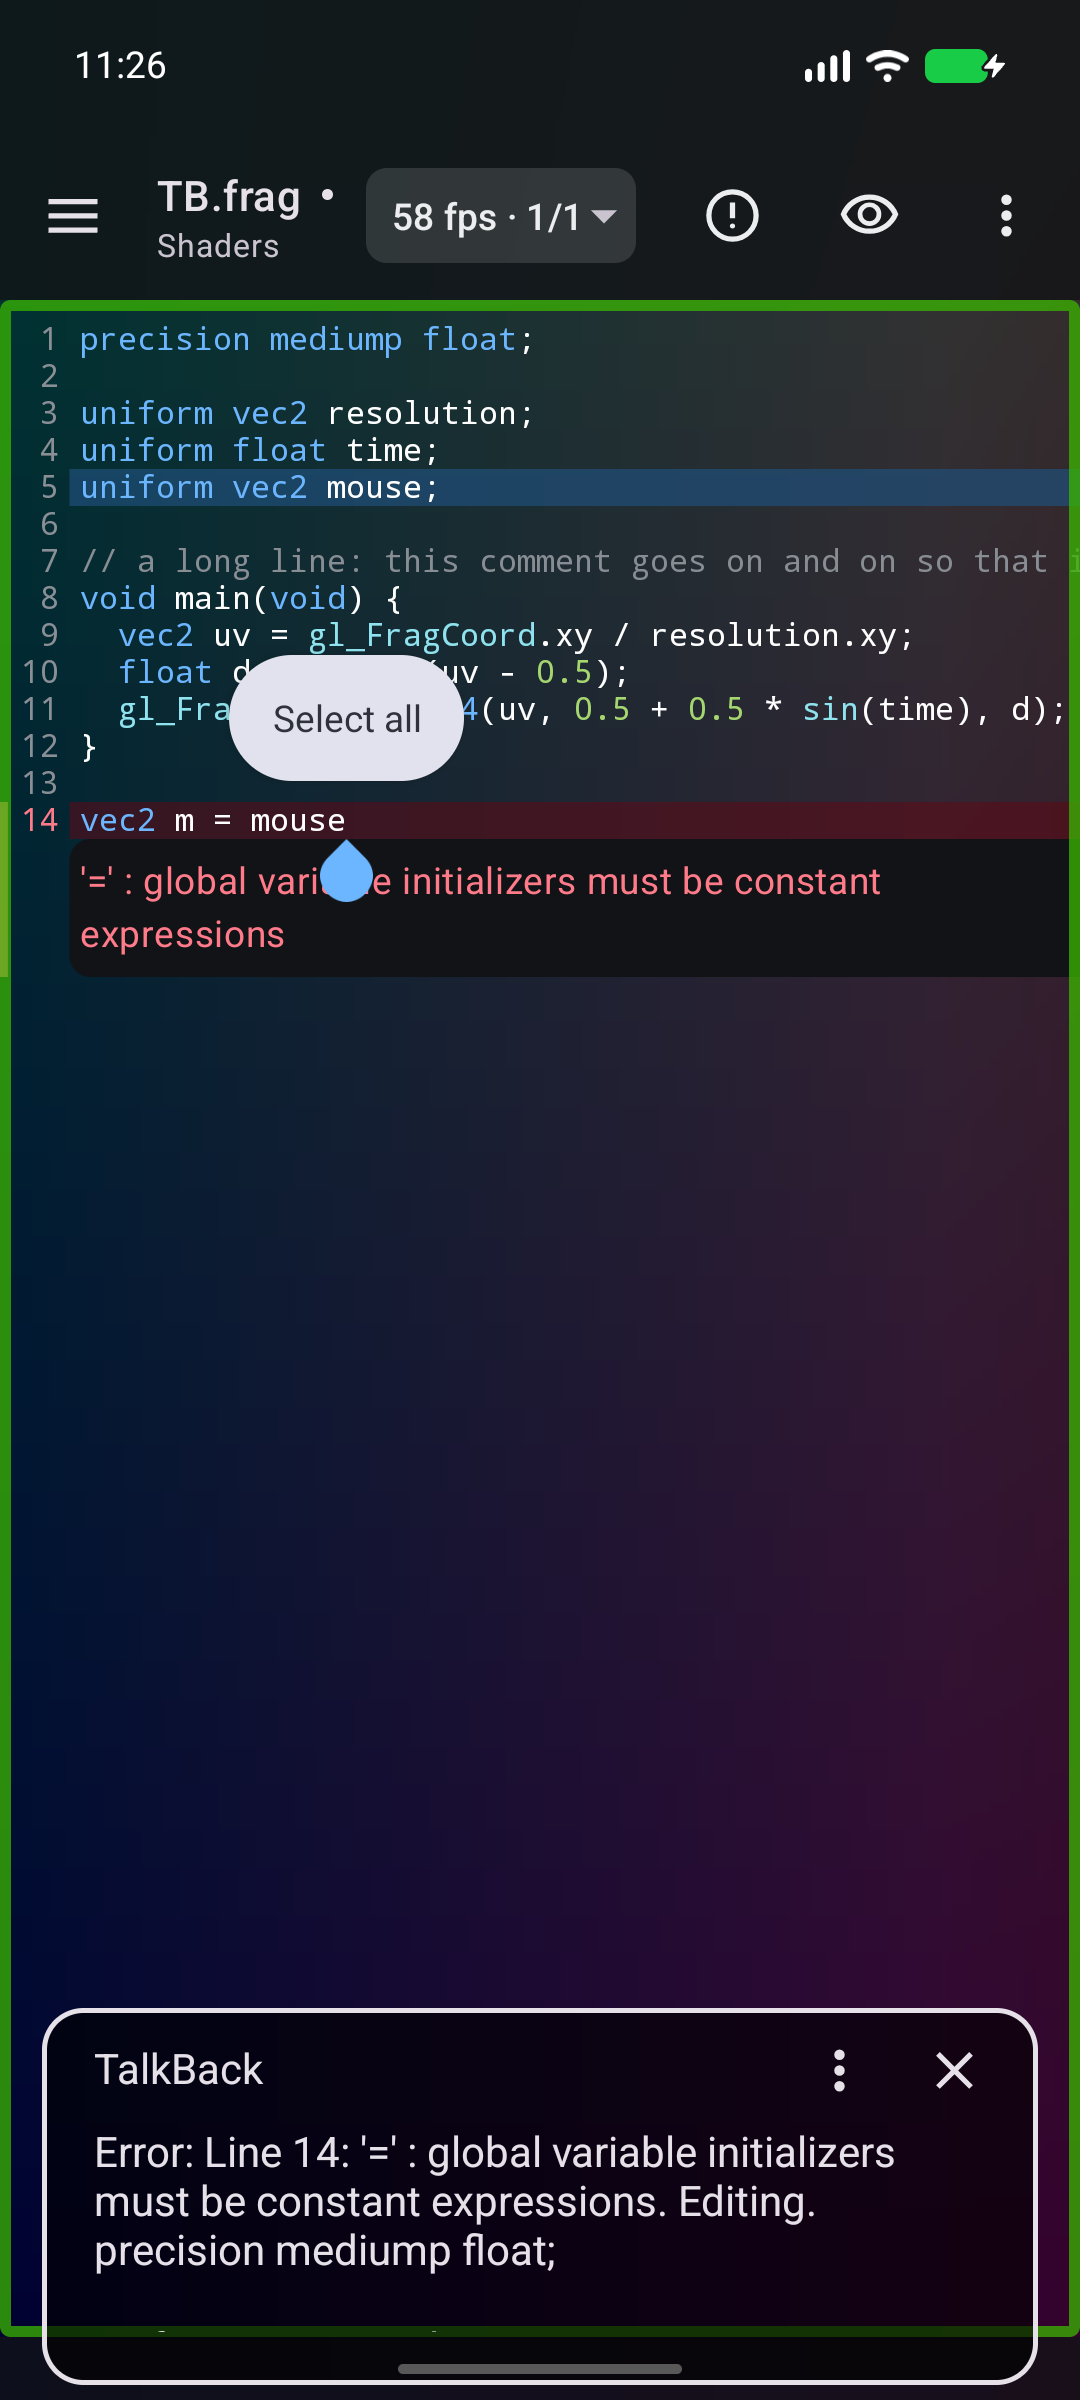 11:26
TB.frag •
Shaders
58 fps · 1/1
1 precision mediump float;
2
3 uniform vec2 resolution;
4 uniform float time;
5 uniform vec2 mouse;
6
7 // a long line: this comment goes on and on so that
8 void main(void) {
9 vec2 uv = gl_FragCoord.xy / resolution.xy;
10 float (uv - 0.5);
11 4(uv, 0.5 + 0.5 * sin(time), d);
Select all
12 }
13
14 vec2 m = mouse
'=' : global initializers must be constant
expressions
TalkBack
Error: Line 14: '=' : global variable initializers
must be constant expressions. Editing.
precision mediump float;